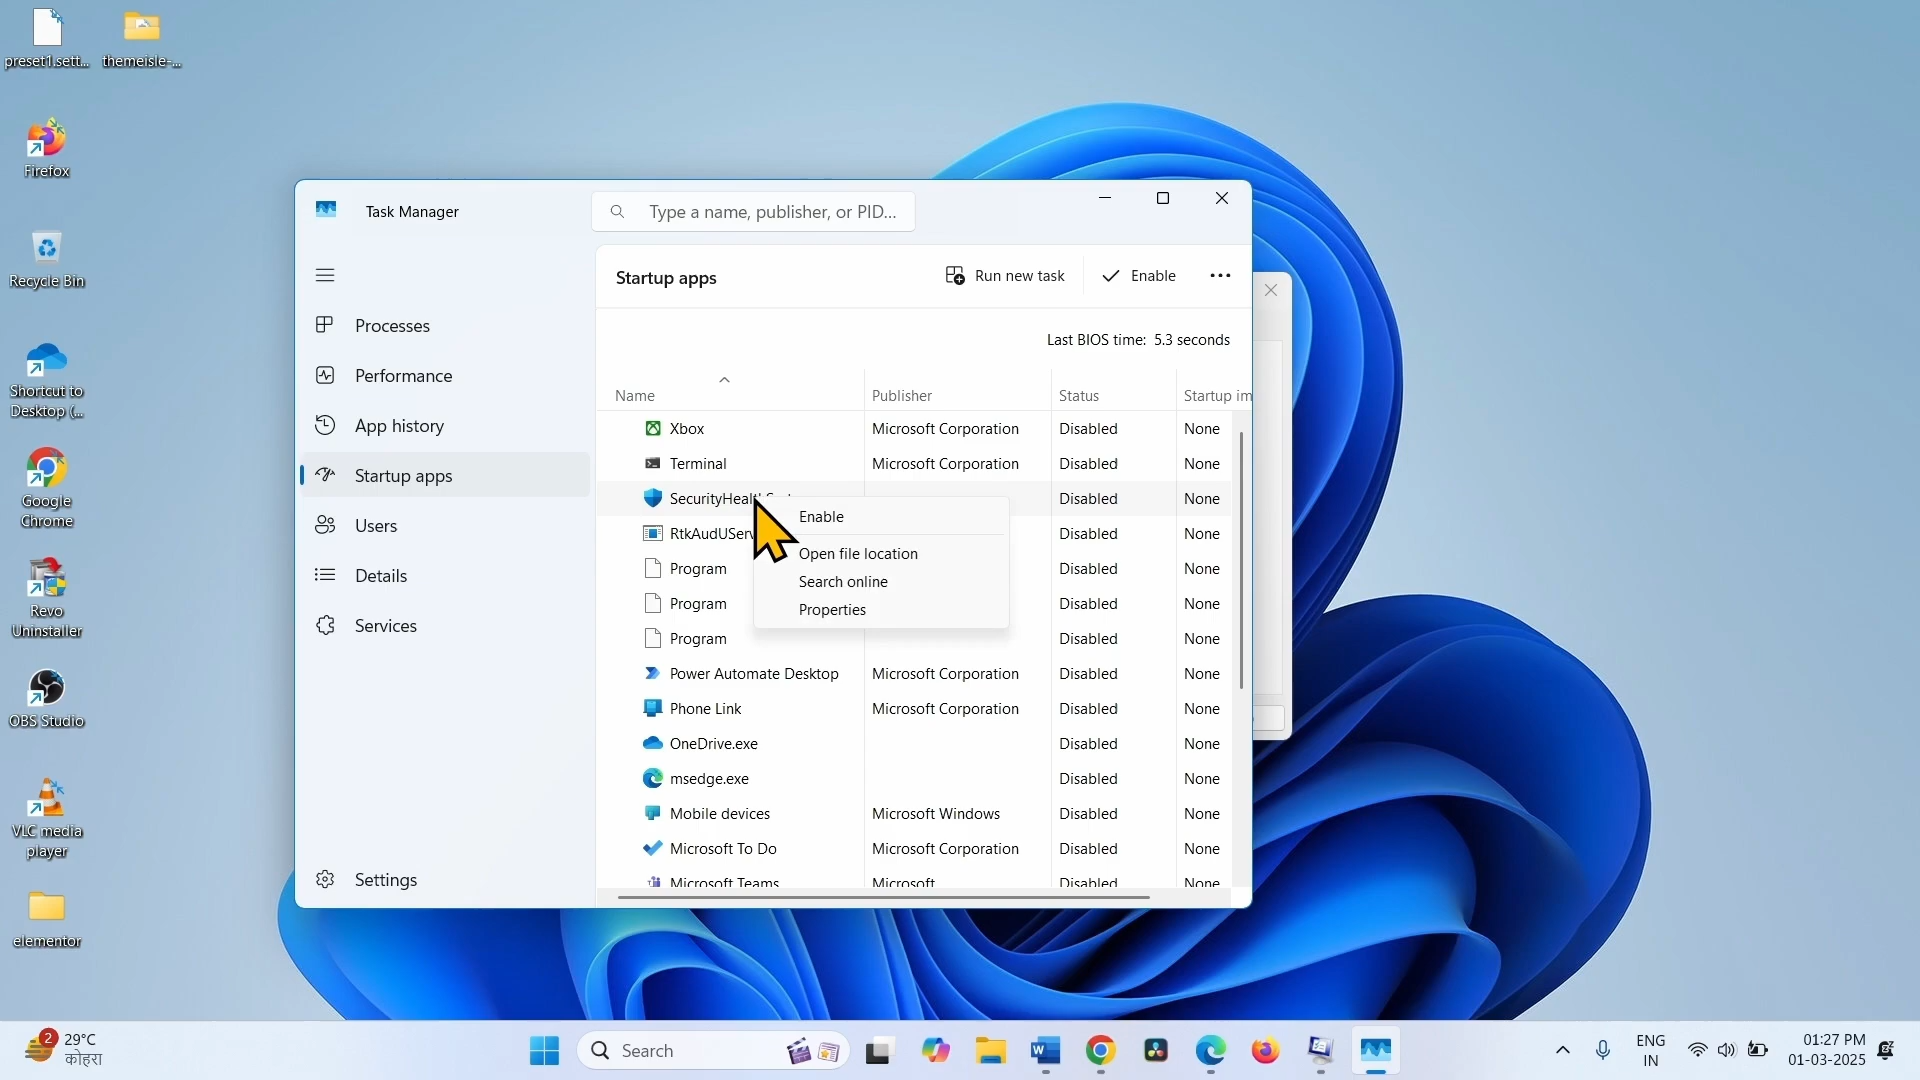 preset1.sett...
themeisle-...
Firefox
Recycle Bin
Shortcut to
Desktop (...
Google
Chrome
Revo
Uninstaller
OBS Studio
VLC media
player
elementor
Task Manager
Type a name, publisher, or PID...
Processes
Performance
App history
Startup apps
Users
Details
Services
Settings
Startup apps
Run new task
Enable
Last BIOS time: 5.3 seconds
Name Publisher Status Startup im
Xbox Microsoft Corporation Disabled None
Terminal Microsoft Corporation Disabled None
Disabled None
Disabled None
Program Disabled None
Program Disabled None
Program Disabled None
Enable
Open file location
Search online
Properties
Power Automate Desktop Microsoft Corporation Disabled None
Phone Link Microsoft Corporation Disabled None
OneDrive.exe Disabled None
msedge.exe Disabled None
Mobile devices Microsoft Windows Disabled None
Microsoft To Do Microsoft Corporation Disabled None
Microsoft Teams Microsoft Disabled None
2
29°C
कोहरा
Search
ENG
IN
01:27 PM
01-03-2025